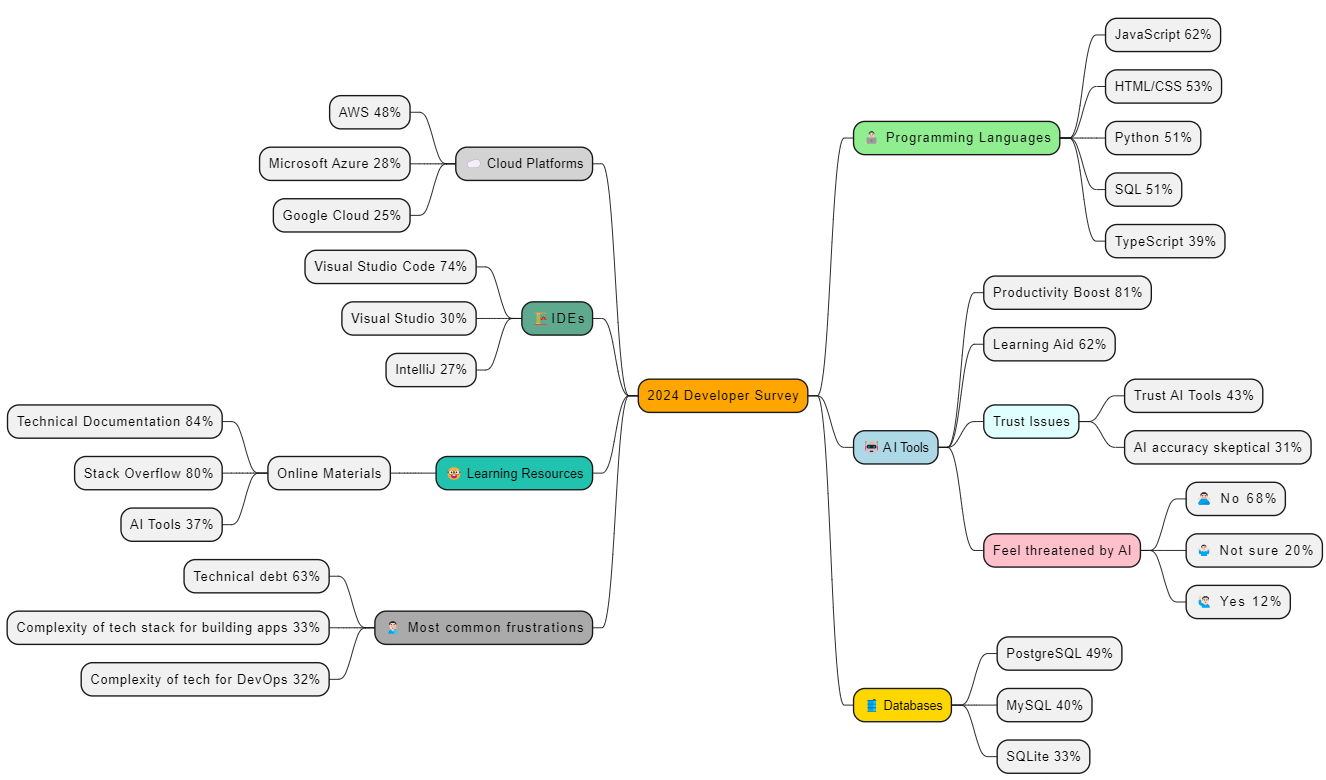 2024 Developer Survey
Programming Languages
JavaScript 62%
HTML/CSS 53%
Python 51%
SQL 51%
TypeScript 39%
AI Tools
Productivity Boost 81%
Learning Aid 62%
Trust Issues
Trust AI Tools 43%
AI accuracy skeptical 31%
Feel threatened by AI
No 68%
Not sure 20%
Yes 12%
Databases
PostgreSQL 49%
MySQL 40%
SQLite 33%
Cloud Platforms
AWS 48%
Microsoft Azure 28%
Google Cloud 25%
IDEs
Visual Studio Code 74%
Visual Studio 30%
IntelliJ 27%
Learning Resources
Online Materials
Technical Documentation 84%
Stack Overflow 80%
AI Tools 37%
Most common frustrations
Technical debt 63%
Complexity of tech stack for building apps 33%
Complexity of tech for DevOps 32%